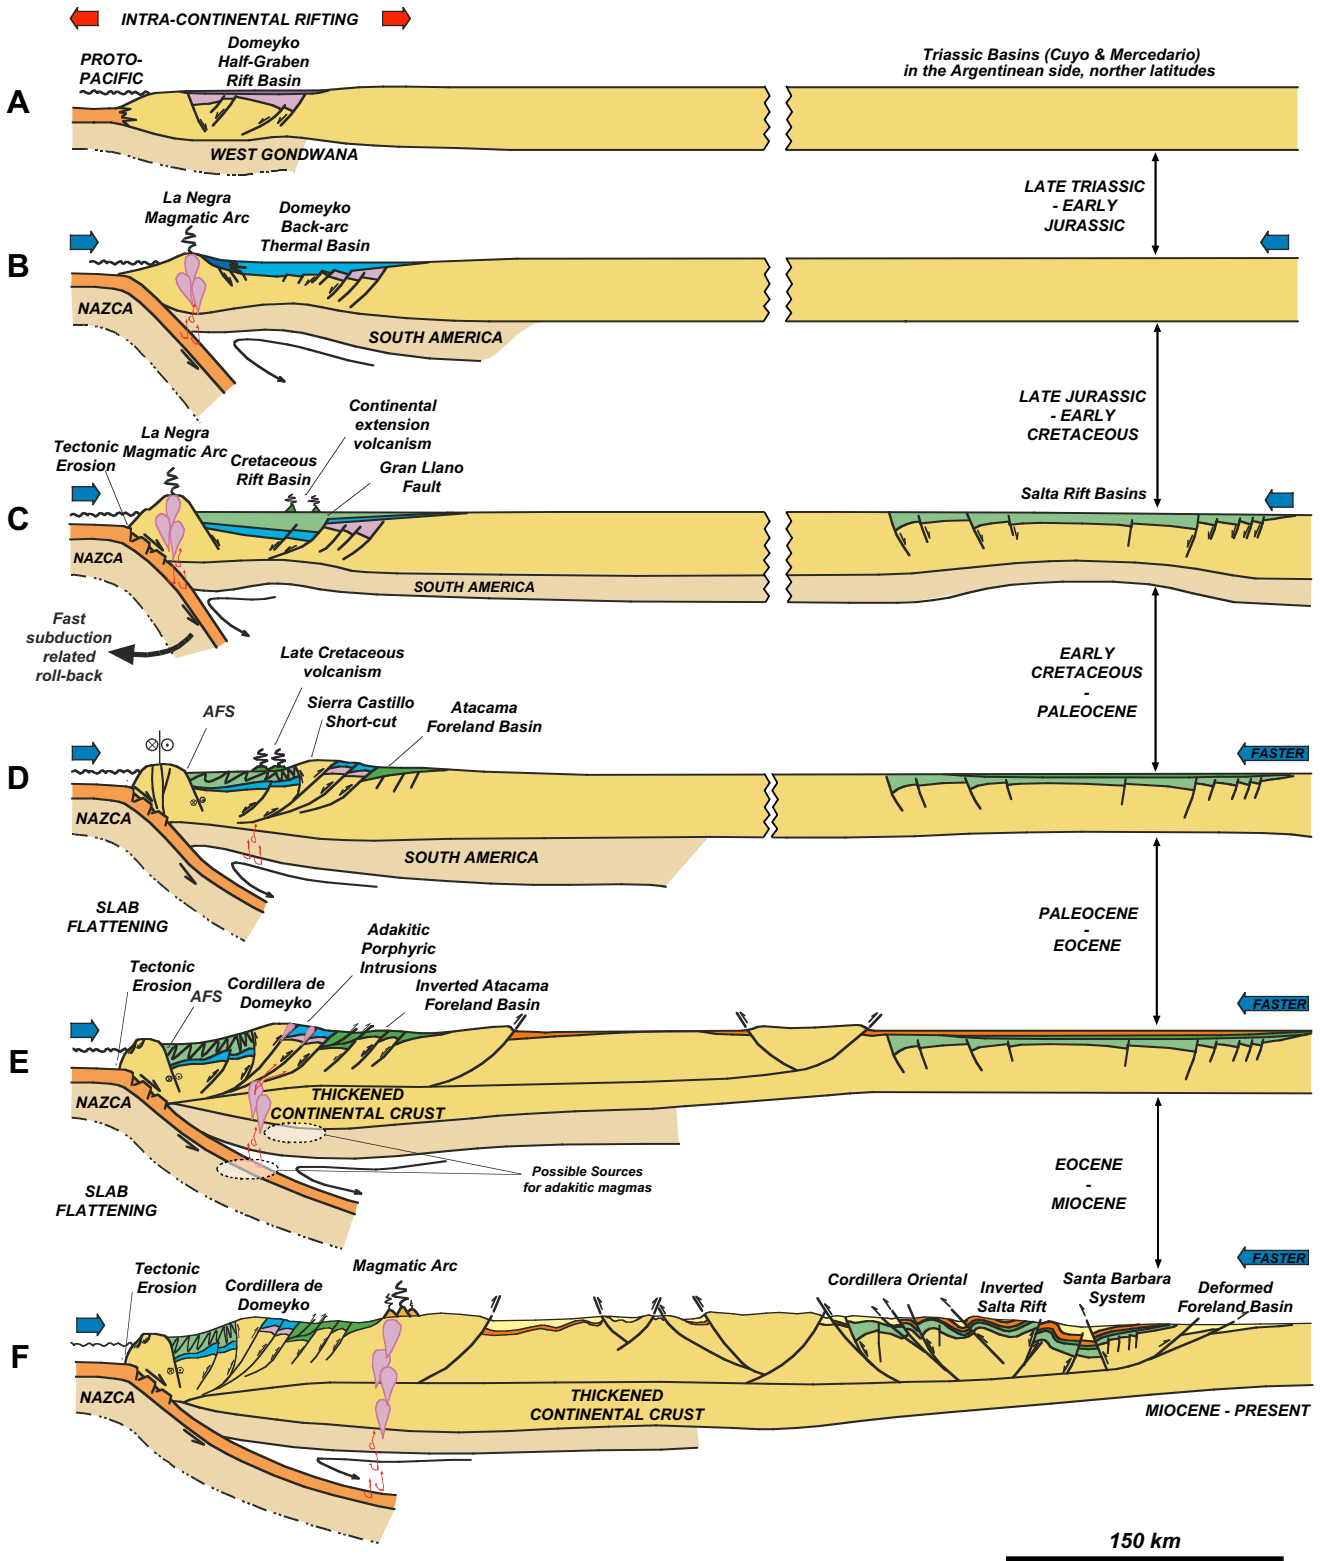 INTRA-CONTINENTAL RIFTING
Domeyko
Half-Graben
Rift Basin
PROTO-
PACIFIC
Triassic Basins (Cuyo & Mercedario)
in the Argentinean side, norther latitudes
A
WEST GONDWANA
LATE TRIASSIC
- EARLY
JURASSIC
La Negra
Magmatic Arc
Domeyko
Back-arc
Thermal Basin
B
NAZCA
SOUTH AMERICA
LATE JURASSIC
- EARLY
CRETACEOUS
Continental
extension
volcanism
Tectonic
Erosion
La Negra
Magmatic Arc
Cretaceous
Rift Basin
Gran Llano
Fault
Salta Rift Basins
C
NAZCA
SOUTH AMERICA
Fast
subduction
related
roll-back
EARLY
CRETACEOUS
-
PALEOCENE
Late Cretaceous
volcanism
AFS
Sierra Castillo
Short-cut
Atacama
Foreland Basin
FASTER
D
NAZCA
SOUTH AMERICA
SLAB
FLATTENING
PALEOCENE
-
EOCENE
Adakitic
Porphyric
Intrusions
Tectonic
Erosion
AFS
Cordillera de
Domeyko
Inverted Atacama
Foreland Basin
FASTER
E
NAZCA
THICKENED
CONTINENTAL CRUST
Possible Sources
for adakitic magmas
SLAB
FLATTENING
EOCENE
-
MIOCENE
FASTER
Tectonic
Erosion
Cordillera de
Domeyko
Magmatic Arc
Cordillera Oriental
Inverted
Salta Rift
Santa Barbara
System
Deformed
Foreland Basin
F
NAZCA
THICKENED
CONTINENTAL CRUST
MIOCENE - PRESENT
150 km